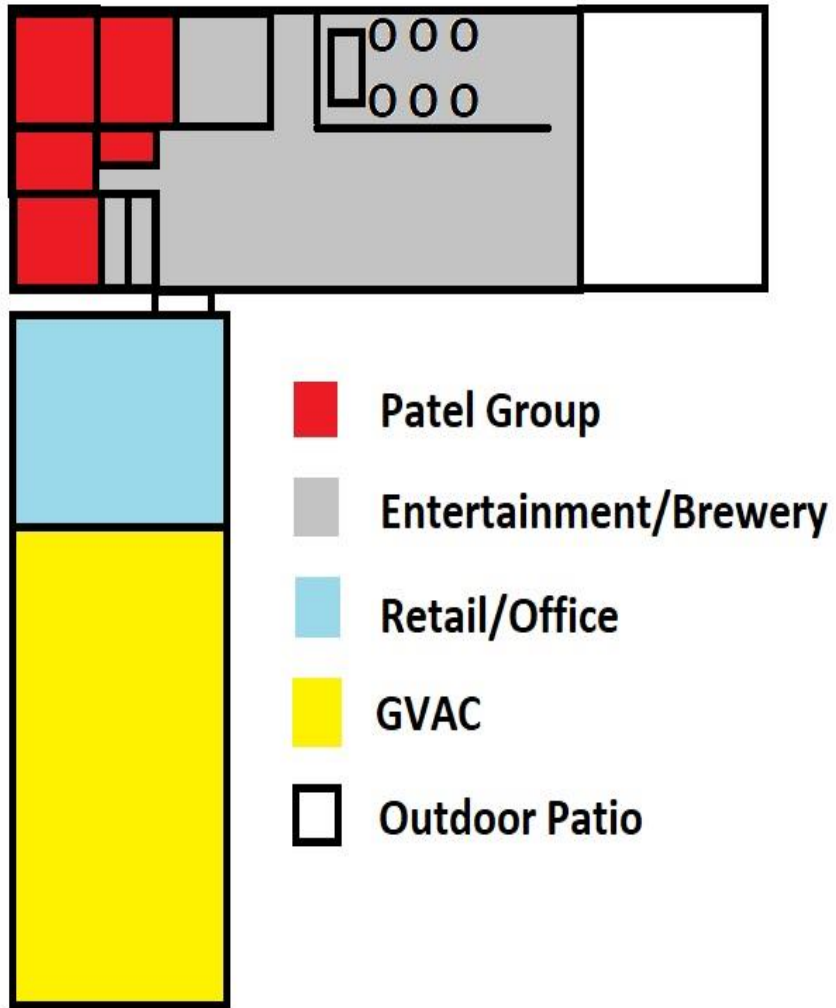 O O O
O O O
Patel Group
Entertainment/Brewery
Retail/Office
GVAC
Outdoor Patio